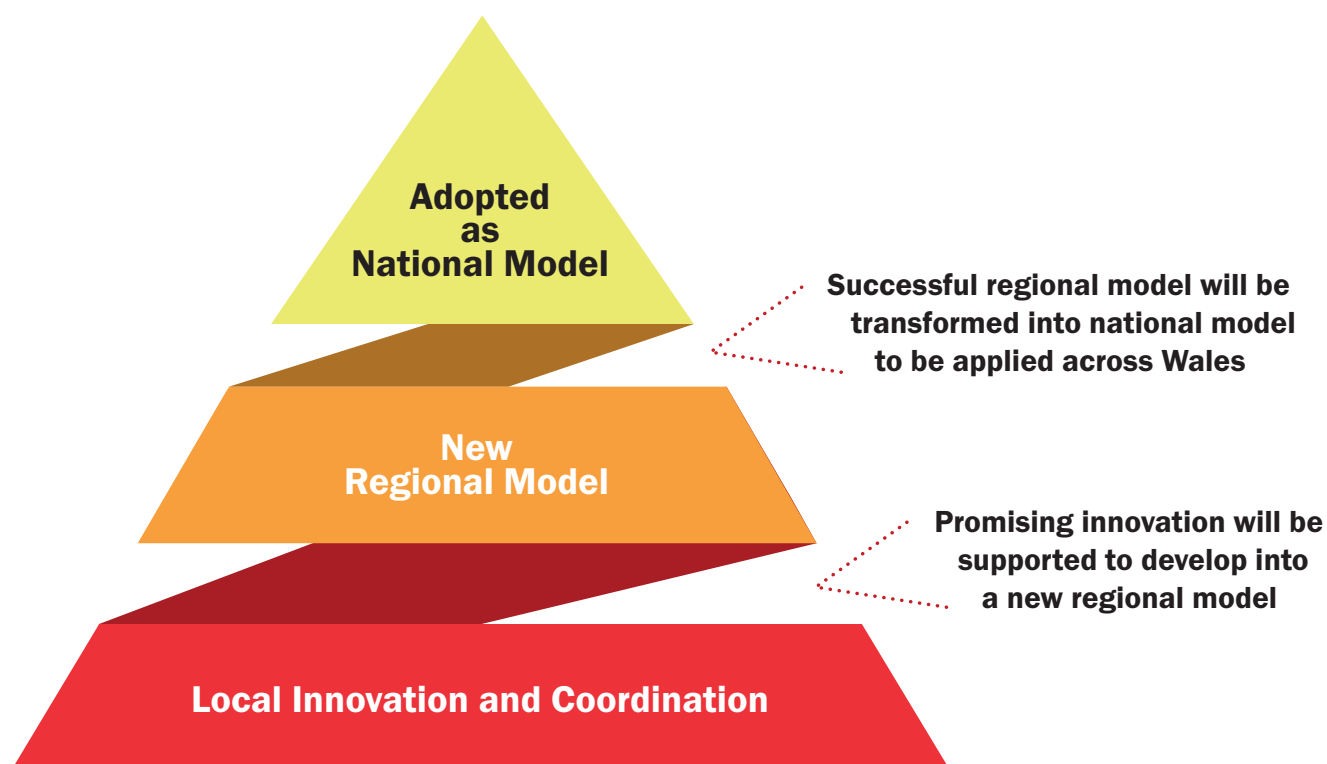 Adopted
as
National Model
Successful regional model will be
transformed into national model
to be applied across Wales
New
Regional Model
Promising innovation will be
supported to develop into
a new regional model
Local Innovation and Coordination